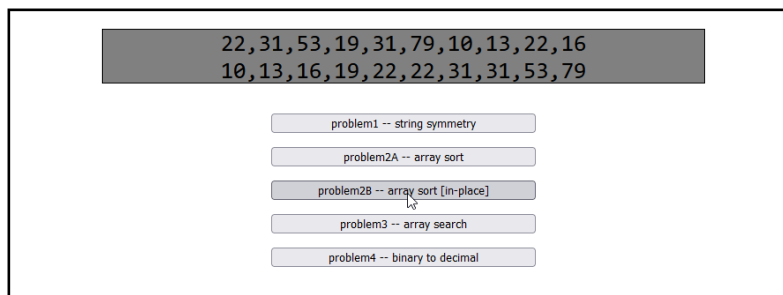 22,31,53,19,31,79,10,13,22,16
10,13,16,19,22,22,31,31,53,79
problem1 -- string symmetry
problem2A -- array sort
problem2B -- array sort [in-place]
problem3 -- array search
problem4 -- binary to decimal